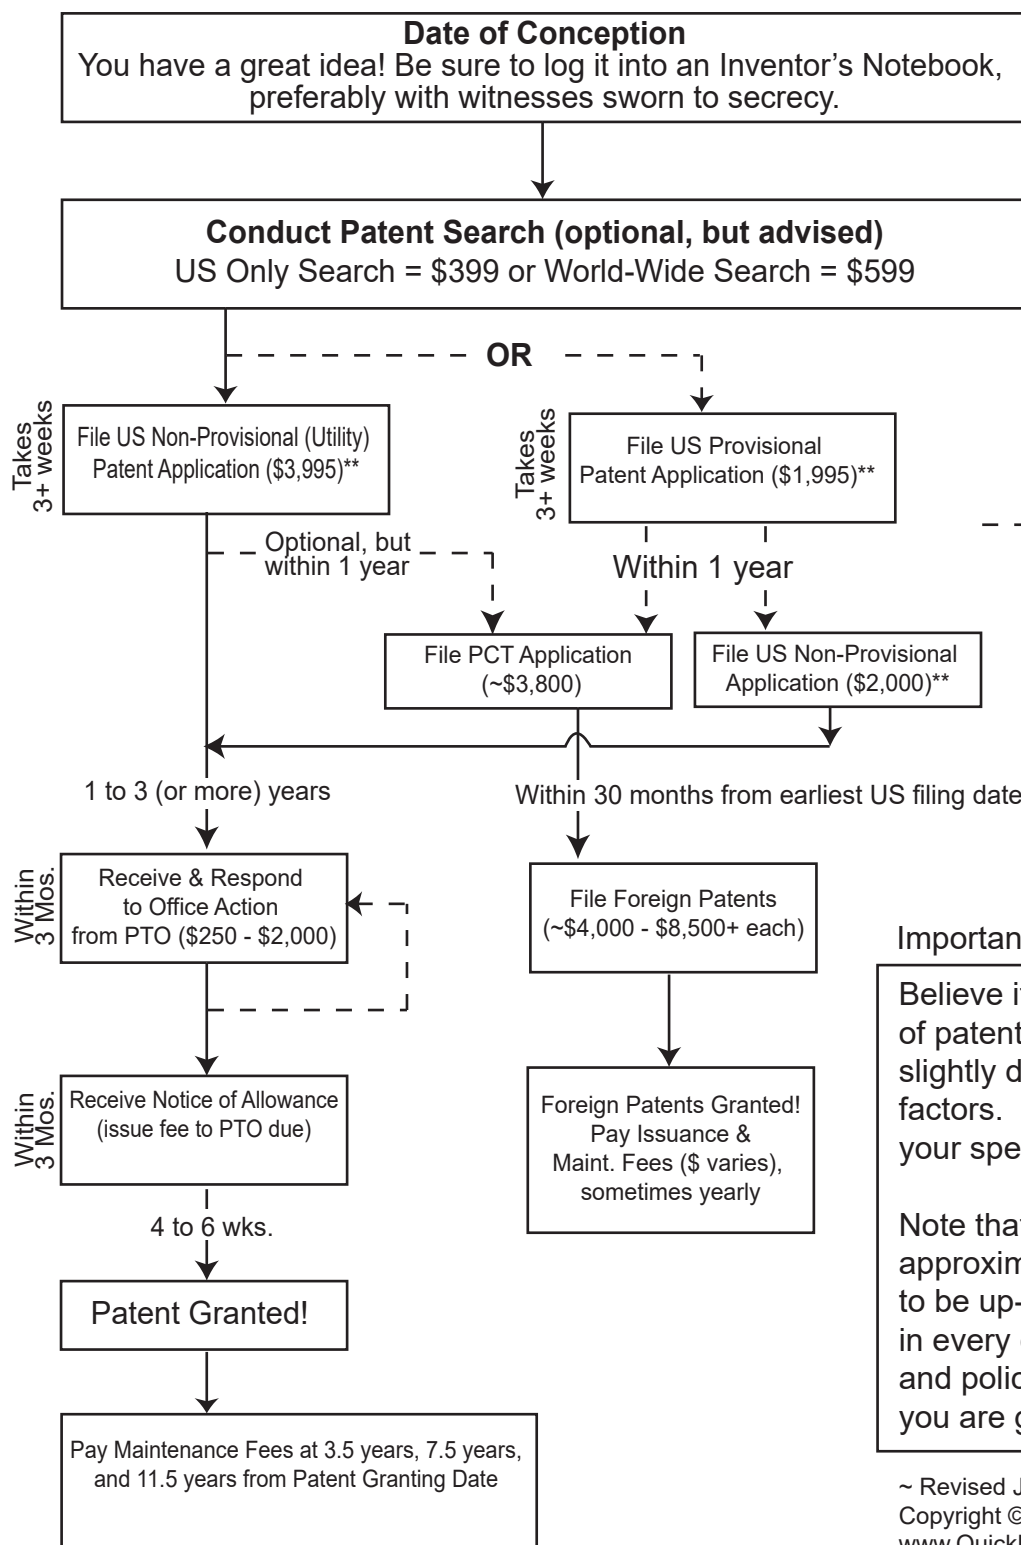 Date of Conception
You have a great idea! Be sure to log it into an Inventor's Notebook,
preferably with witnesses sworn to secrecy.
Conduct Patent Search (optional, but advised)
US Only Search = $399 or World-Wide Search = $599
OR
Takes
3+ weeks
File US Non-Provisional (Utility)
Patent Application ($3,995)**
Takes
3+ weeks
File US Provisional
Patent Application ($1,995)**
Optional, but
within 1 year
Within 1 year
File PCT Application
(~$3,800)
File US Non-Provisional
Application ($2,000)**
1 to 3 (or more) years
Within 30 months from earliest US filing date
Within
3 Mos.
Receive & Respond
to Office Action
from PTO ($250 - $2,000)
File Foreign Patents
(~$4,000 - $8,500+ each)
Within
3 Mos.
Receive Notice of Allowance
(issue fee to PTO due)
Foreign Patents Granted!
Pay Issuance &
Maint. Fees ($ varies),
sometimes yearly
4 to 6 wks.
Patent Granted!
Pay Maintenance Fees at 3.5 years, 7.5 years,
and 11.5 years from Patent Granting Date
Importan
Believe i
of patent
slightly d
factors.
your spe
Note tha
approxim
to be up-
in every
and polic
you are g
~ Revised J
Copyright ©
www.Quick